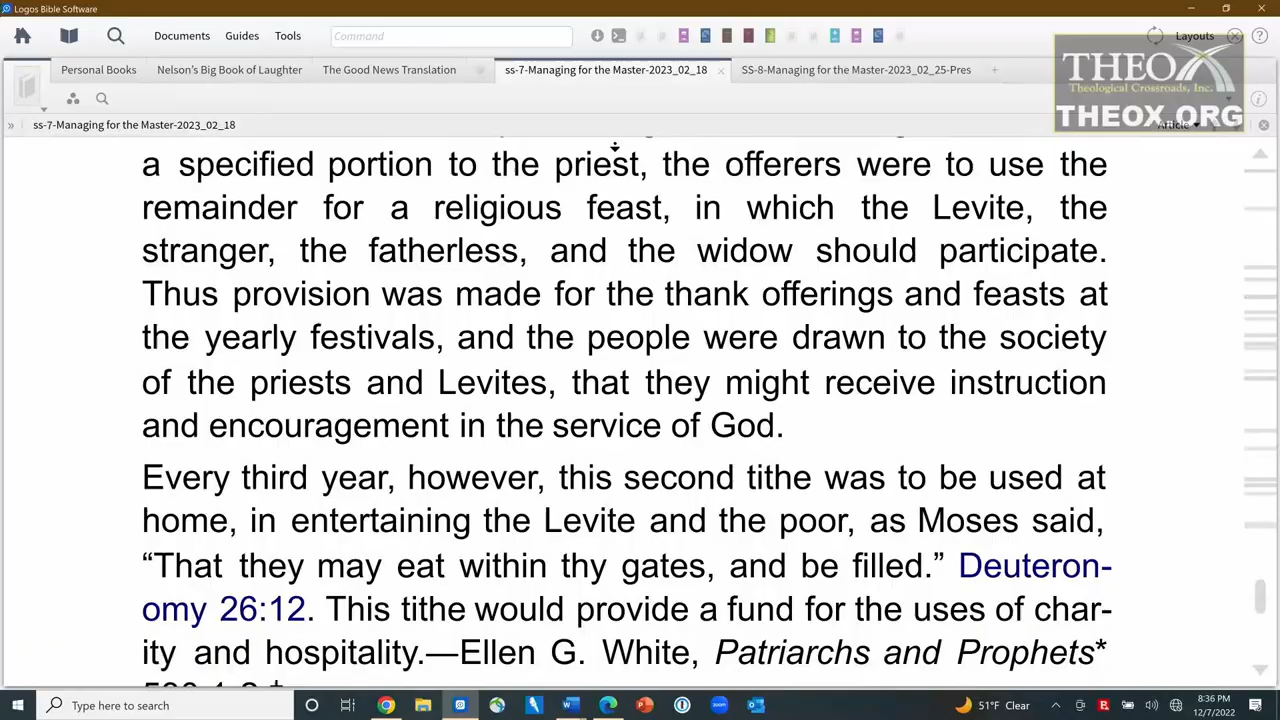 Logos Bible Software
Documents Guides Tools Command Layouts
Personal Books Nelson's Big Book of Laughter The Good News Translation ss-7-Managing for the Master-2023_02_18 SS-8-Managing for the Master-2023_02_25-Pres
THEOX
Theological Crossroads, Inc.
THEOX.ORG
ss-7-Managing for the Master-2023_02_18 Article
a specified portion to the priest, the offerers were to use the
remainder for a religious feast, in which the Levite, the
stranger, the fatherless, and the widow should participate.
Thus provision was made for the thank offerings and feasts at
the yearly festivals, and the people were drawn to the society
of the priests and Levites, that they might receive instruction
and encouragement in the service of God.
Every third year, however, this second tithe was to be used at
home, in entertaining the Levite and the poor, as Moses said,
“That they may eat within thy gates, and be filled.” Deuteron-
omy 26:12. This tithe would provide a fund for the uses of char-
ity and hospitality.—Ellen G. White, Patriarchs and Prophets*
Type here to search 51°F Clear 8:36 PM
12/7/2022